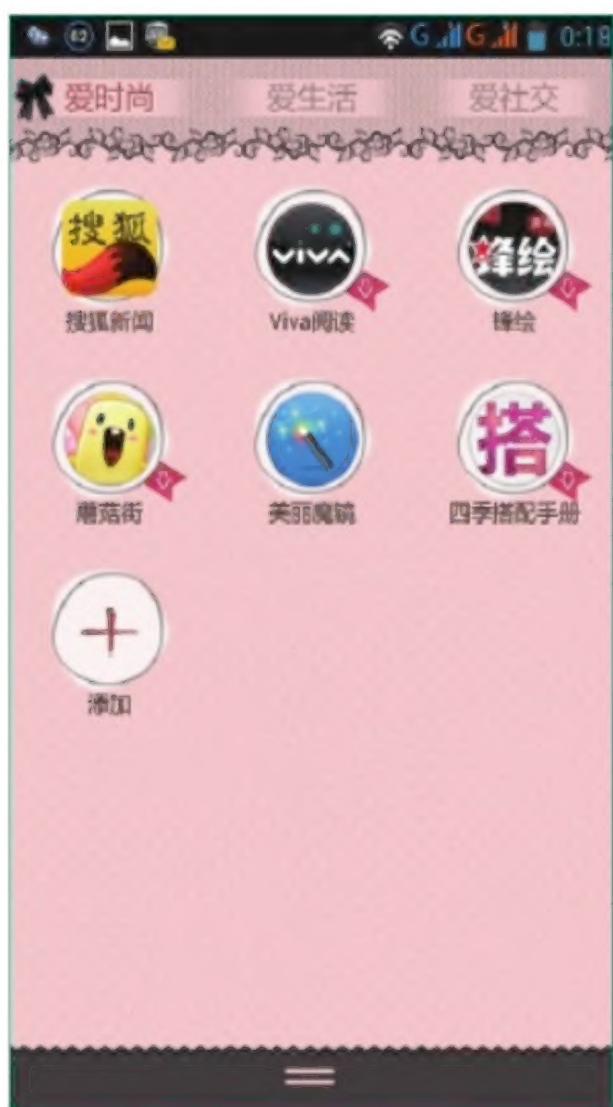 62 G G 0:18
爱时尚 爱生活 爱社交
搜狐 VIVA 锋绘
搜狐新闻 Viva阅读 锋绘
搭
蘑菇街 美丽魔镜 四季搭配手册
添加